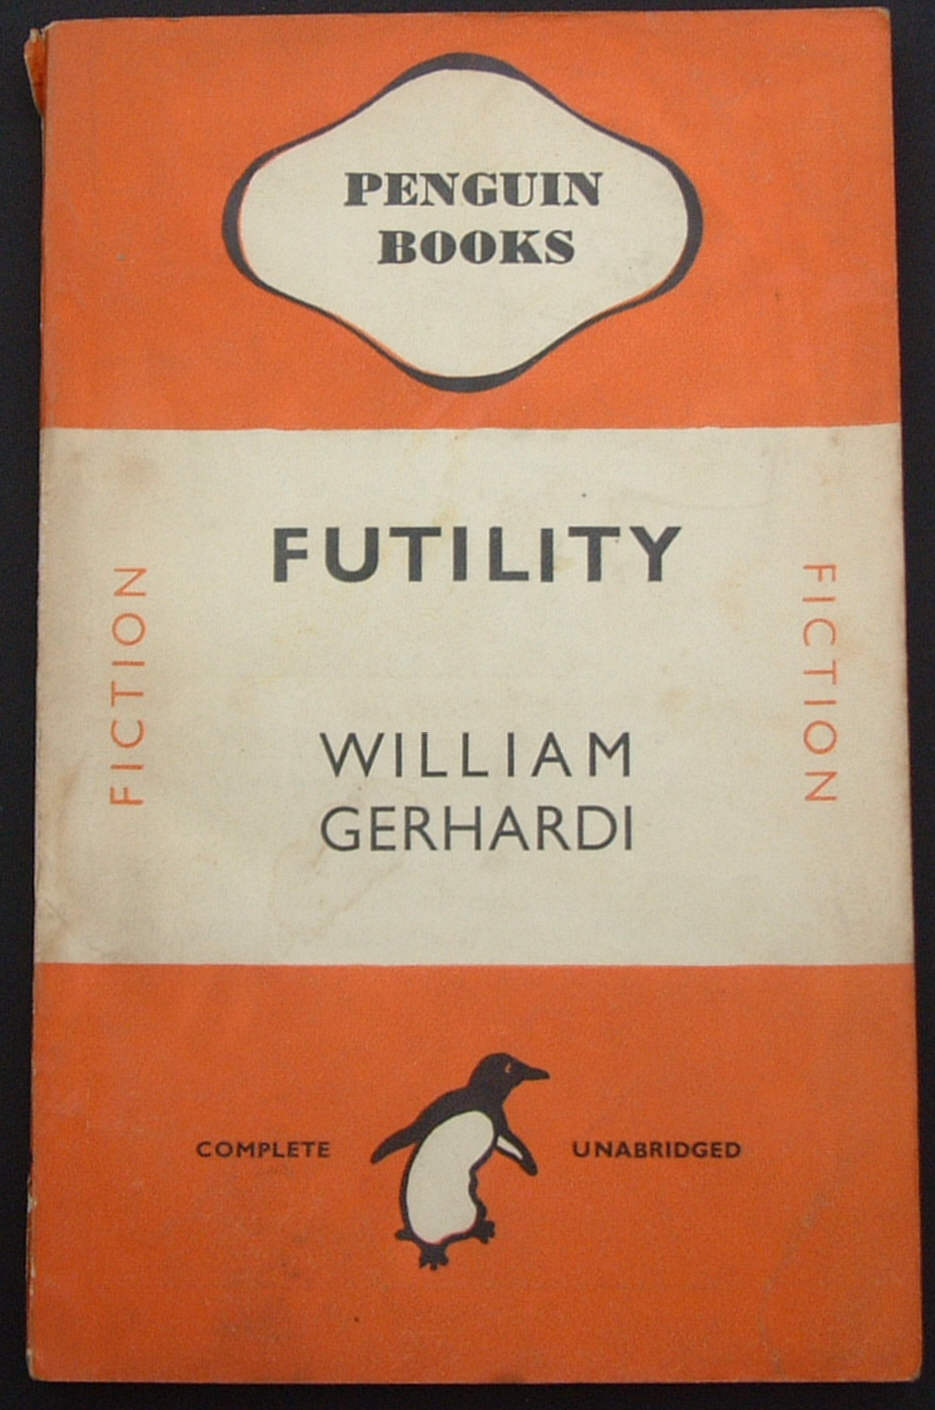 PENGUIN
BOOKS
FUTILITY
FICTION
FICTION
WILLIAM
GERHARDI
COMPLETE
UNABRIDGED